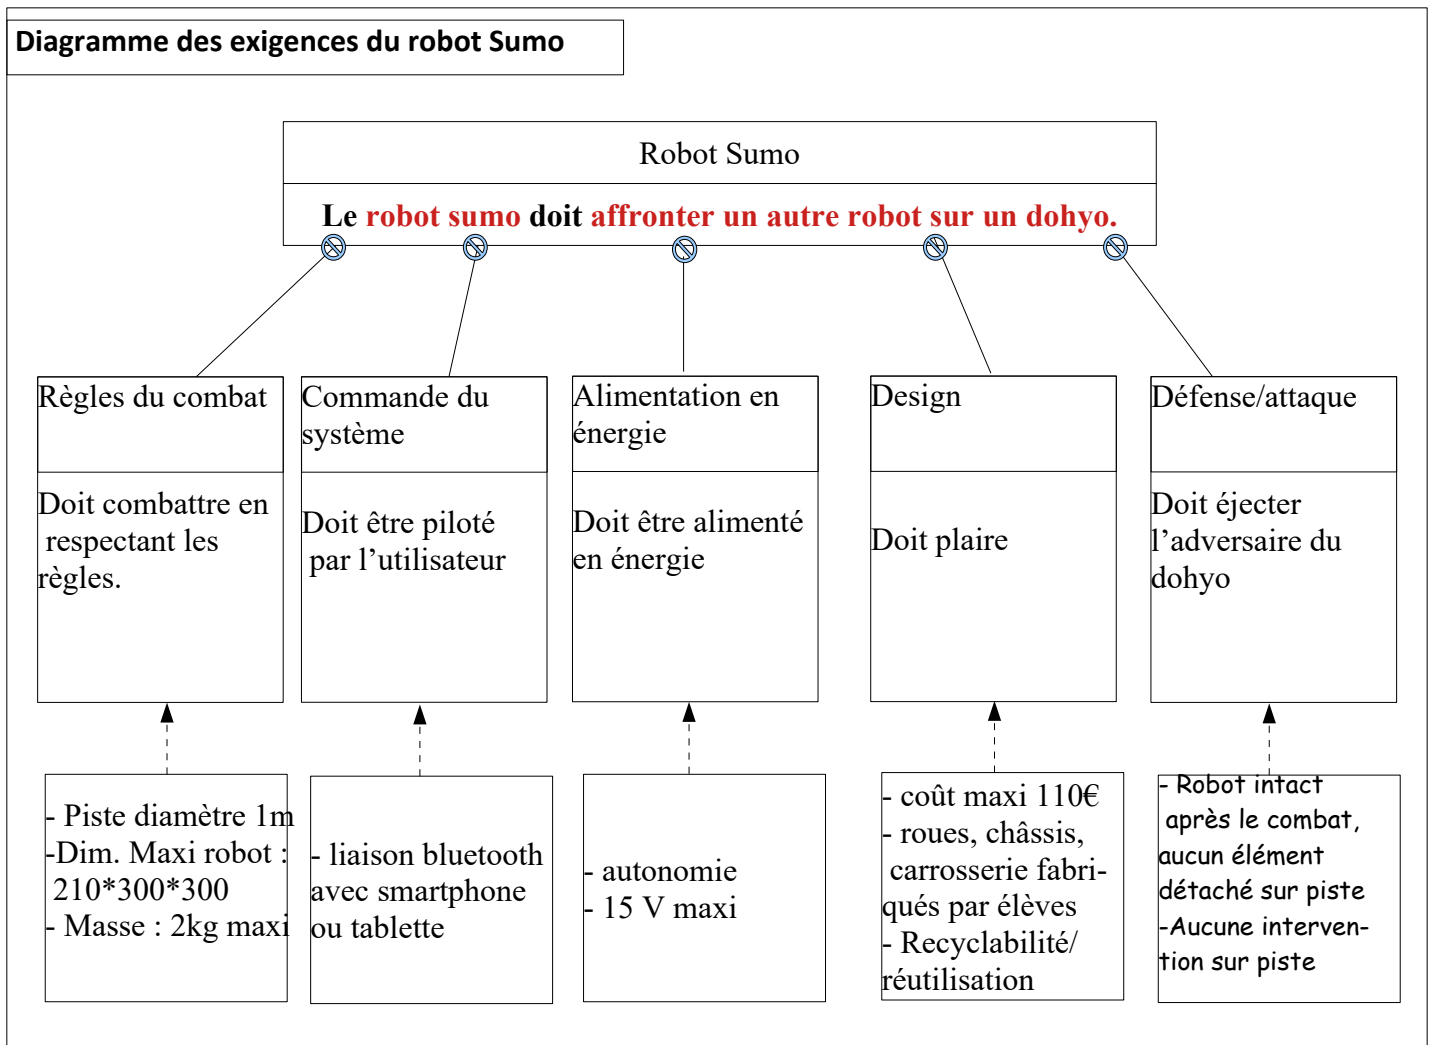 Diagramme des exigences du robot Sumo
Robot Sumo
Le robot sumo doit affronter un autre robot sur un dohyo.
Règles du combat
Doit combattre en
respectant les
règles.
Commande du
système
Doit être piloté
par l’utilisateur
Alimentation en
énergie
Doit être alimenté
en énergie
Design
Doit plaire
Défense/attaque
Doit éjecter
l’adversaire du
dohyo
- Piste diamètre 1m
-Dim. Maxi robot :
210*300*300
- Masse : 2kg maxi
- liaison bluetooth
avec smartphone
ou tablette
- autonomie
- 15 V maxi
- coût maxi 110€
- roues, châssis,
carrosserie fabri-
qués par élèves
- Recyclabilité/
réutilisation
- Robot intact
après le combat,
aucun élément
détaché sur piste
-Aucune interven-
tion sur piste